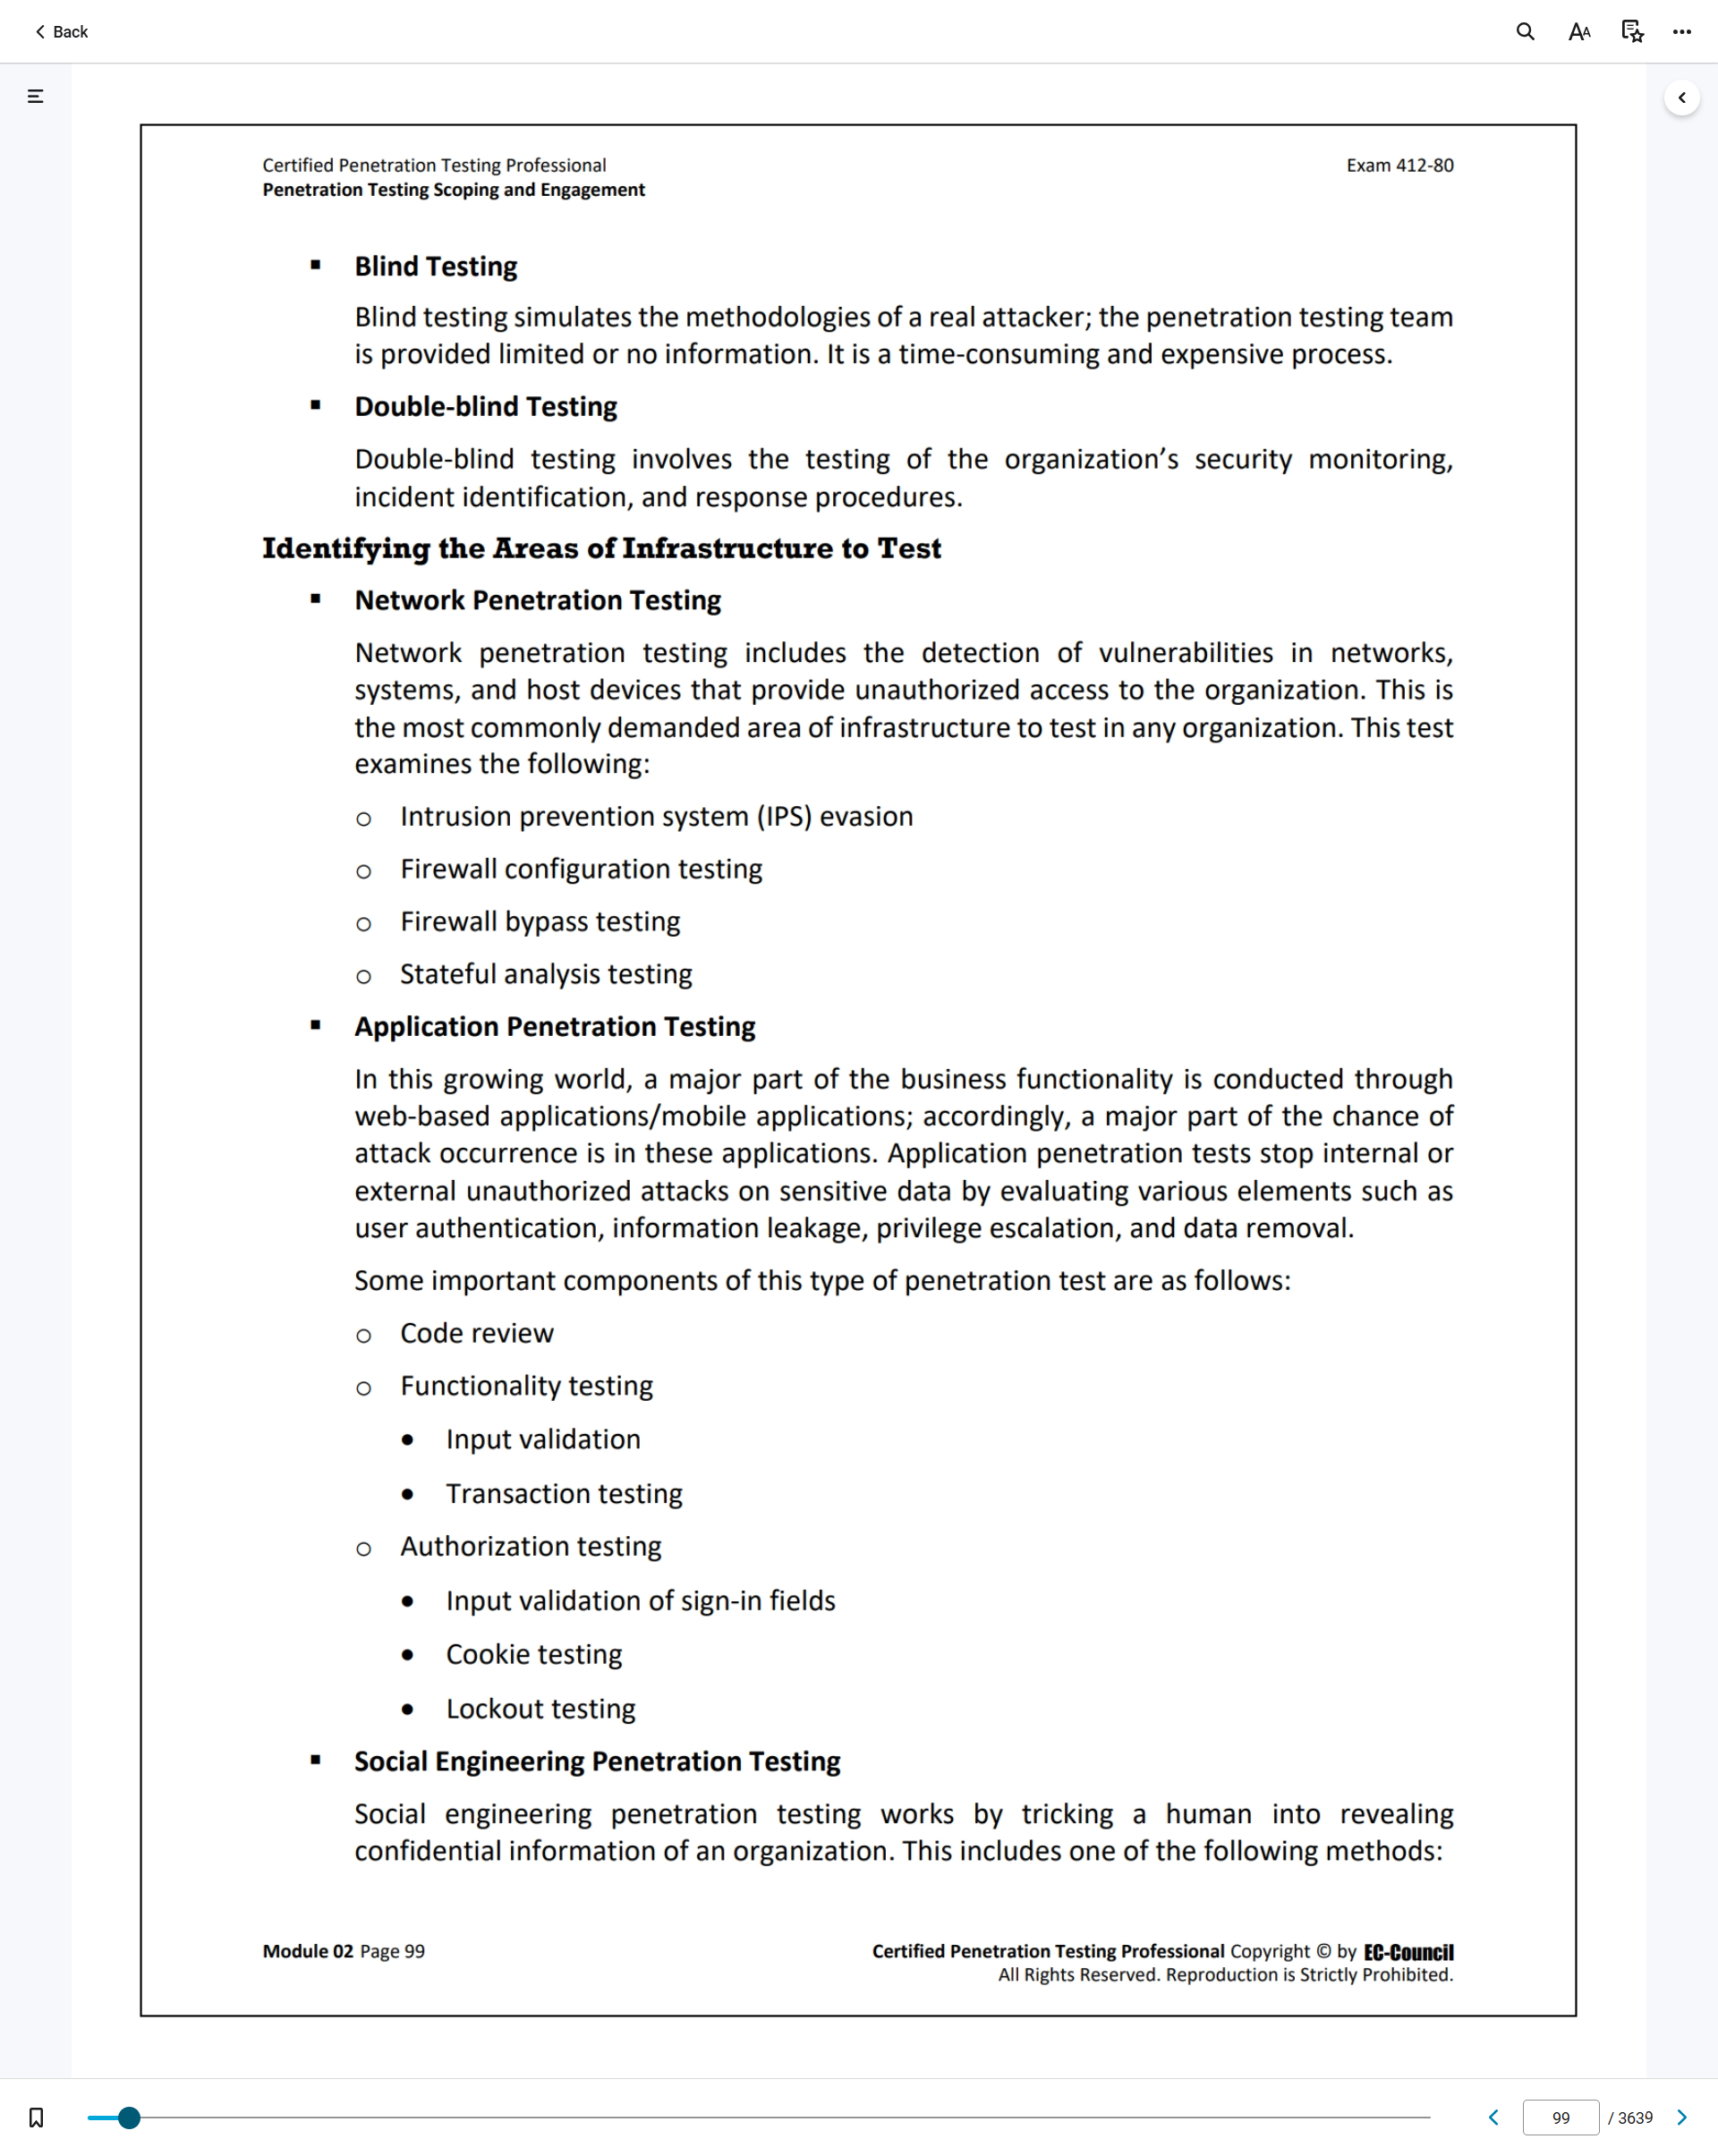 Back
Certified Penetration Testing Professional
Exam 412-80
Penetration Testing Scoping and Engagement
▪ Blind Testing
Blind testing simulates the methodologies of a real attacker; the penetration testing team
is provided limited or no information. It is a time-consuming and expensive process.
▪ Double-blind Testing
Double-blind testing involves the testing of the organization’s security monitoring,
incident identification, and response procedures.
Identifying the Areas of Infrastructure to Test
▪ Network Penetration Testing
Network penetration testing includes the detection of vulnerabilities in networks,
systems, and host devices that provide unauthorized access to the organization. This is
the most commonly demanded area of infrastructure to test in any organization. This test
examines the following:
o Intrusion prevention system (IPS) evasion
o Firewall configuration testing
o Firewall bypass testing
o Stateful analysis testing
▪ Application Penetration Testing
In this growing world, a major part of the business functionality is conducted through
web-based applications/mobile applications; accordingly, a major part of the chance of
attack occurrence is in these applications. Application penetration tests stop internal or
external unauthorized attacks on sensitive data by evaluating various elements such as
user authentication, information leakage, privilege escalation, and data removal.
Some important components of this type of penetration test are as follows:
o Code review
o Functionality testing
• Input validation
• Transaction testing
o Authorization testing
• Input validation of sign-in fields
• Cookie testing
• Lockout testing
▪ Social Engineering Penetration Testing
Social engineering penetration testing works by tricking a human into revealing
confidential information of an organization. This includes one of the following methods:
Module 02 Page 99
Certified Penetration Testing Professional Copyright © by EC-Council
All Rights Reserved. Reproduction is Strictly Prohibited.
99 / 3639